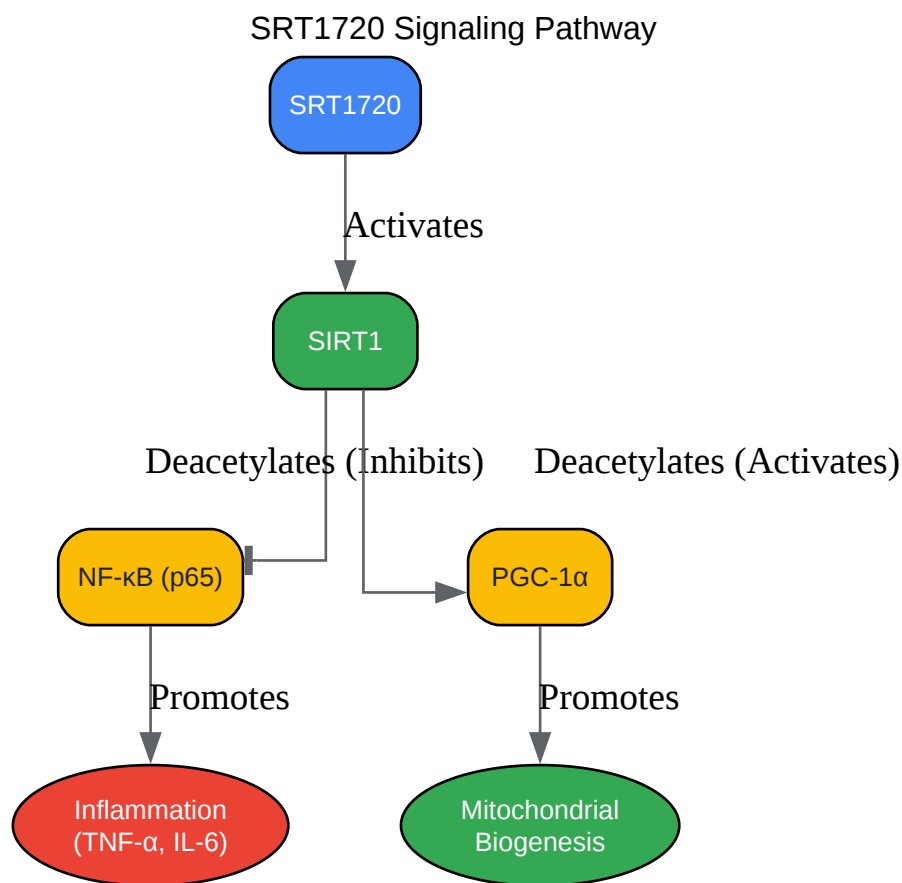 SRT1720 Signaling Pathway
SRT1720
Activates
SIRT1
Deacetylates (Inhibits)
Deacetylates (Activates)
NF-κB (p65)
PGC-1α
Promotes
Promotes
Inflammation
(TNF-α, IL-6)
Mitochondrial
Biogenesis